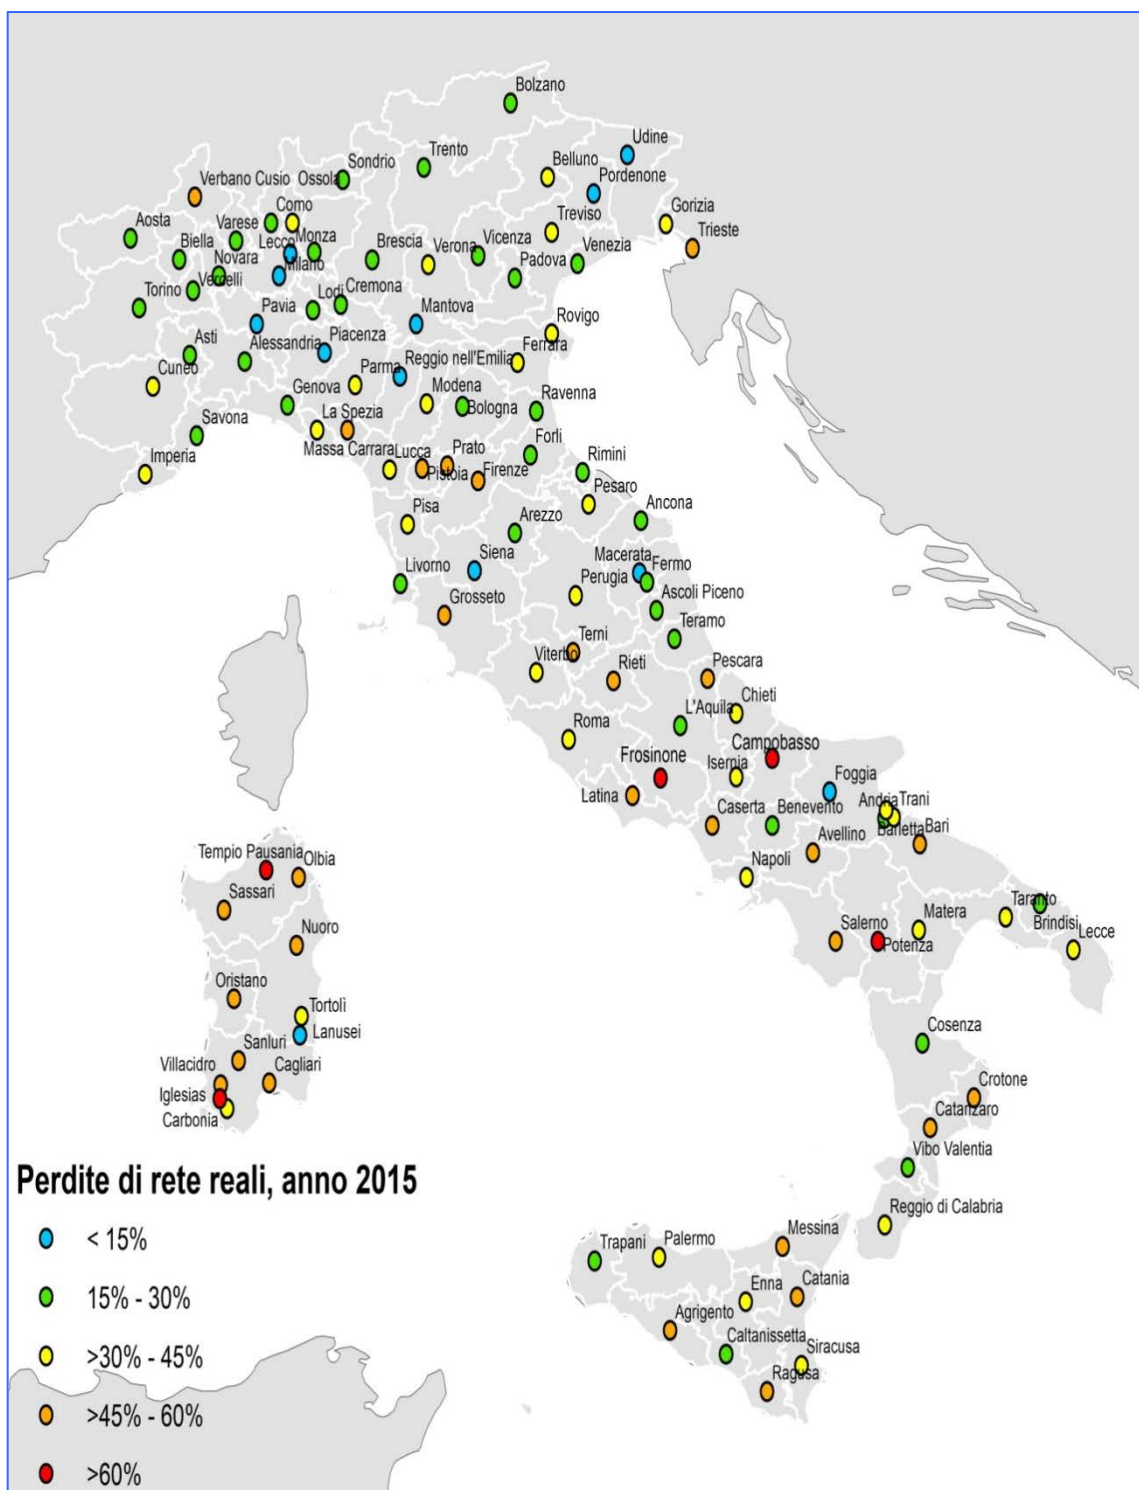 Bolzano
Udine
Trento
Sondrio
Belluno
Verbano Cusio Ossola
Pordenone
Como
Gorizia
Aosta
Varese
Treviso
Trieste
Biella
Lecco
Monza
Brescia
Verona
Vicenza
Venezia
Novara
Milano
Padova
Torino
Vercelli
Lodi
Cremona
Pavia
Mantova
Rovigo
Asti
Alessandria
Piacenza
Ferrara
Cuneo
Parma
Reggio nell'Emilia
Genova
Modena
Ravenna
Savona
La Spezia
Bologna
Massa Carrara
Lucca
Prato
Forlì
Imperia
Pistoia
Firenze
Rimini
Pesaro
Pisa
Arezzo
Ancona
Siena
Macerata
Livorno
Perugia
Fermo
Grosseto
Ascoli Piceno
Terni
Teramo
Viterbo
Rieti
Pescara
L'Aquila
Chieti
Roma
Campobasso
Frosinone
Isernia
Foggia
Latina
Caserta
Benevento
Andria
Trani
Barletta
Bari
Avellino
Napoli
Tempio Pausania
Olbia
Sassari
Taranto
Salerno
Matera
Brindisi
Nuoro
Potenza
Lecce
Oristano
Tortolì
Lanusei
Cosenza
Sanluri
Villacidro
Cagliari
Iglesias
Crotone
Carbonia
Catanzaro
Vibo Valentia
Reggio di Calabria
Messina
Trapani
Palermo
Enna
Catania
Agrigento
Caltanissetta
Siracusa
Ragusa
Perdite di rete reali, anno 2015
< 15%
15% - 30%
>30% - 45%
>45% - 60%
>60%